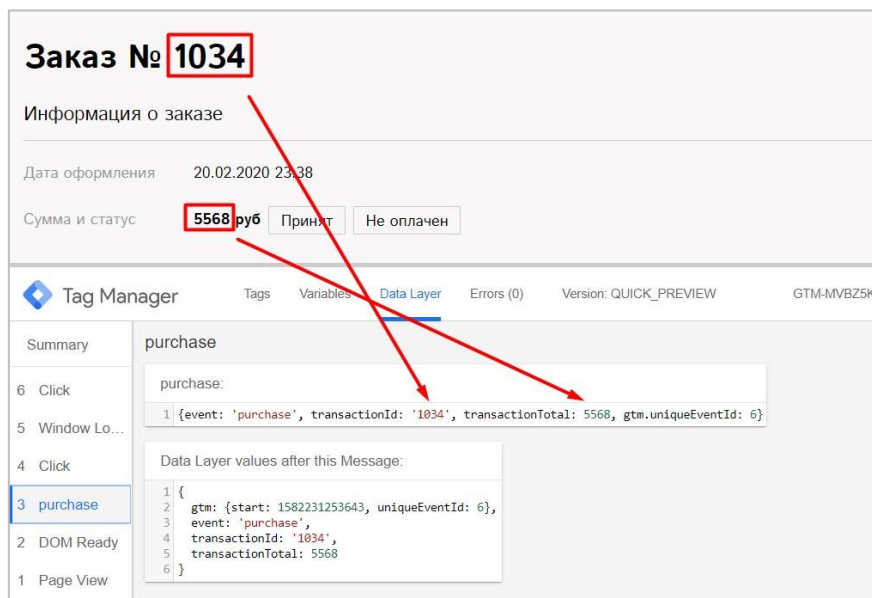 Заказ № 1034
Информация о заказе
Дата оформления 20.02.2020 23:38
Сумма и статус 5568 руб Принят Не оплачен
Tag Manager Tags Variables Data Layer Errors (0) Version: QUICK_PREVIEW GTM-MVBZ5K
Summary purchase
6 Click
purchase:
1 {event: 'purchase', transactionId: '1034', transactionTotal: 5568, gtm.uniqueEventId: 6}
5 Window Lo...
4 Click
Data Layer values after this Message:
3 purchase
1 {
2 gtm: {start: 1582231253643, uniqueEventId: 6},
3 event: 'purchase',
4 transactionId: '1034',
5 transactionTotal: 5568
6 }
2 DOM Ready
1 Page View